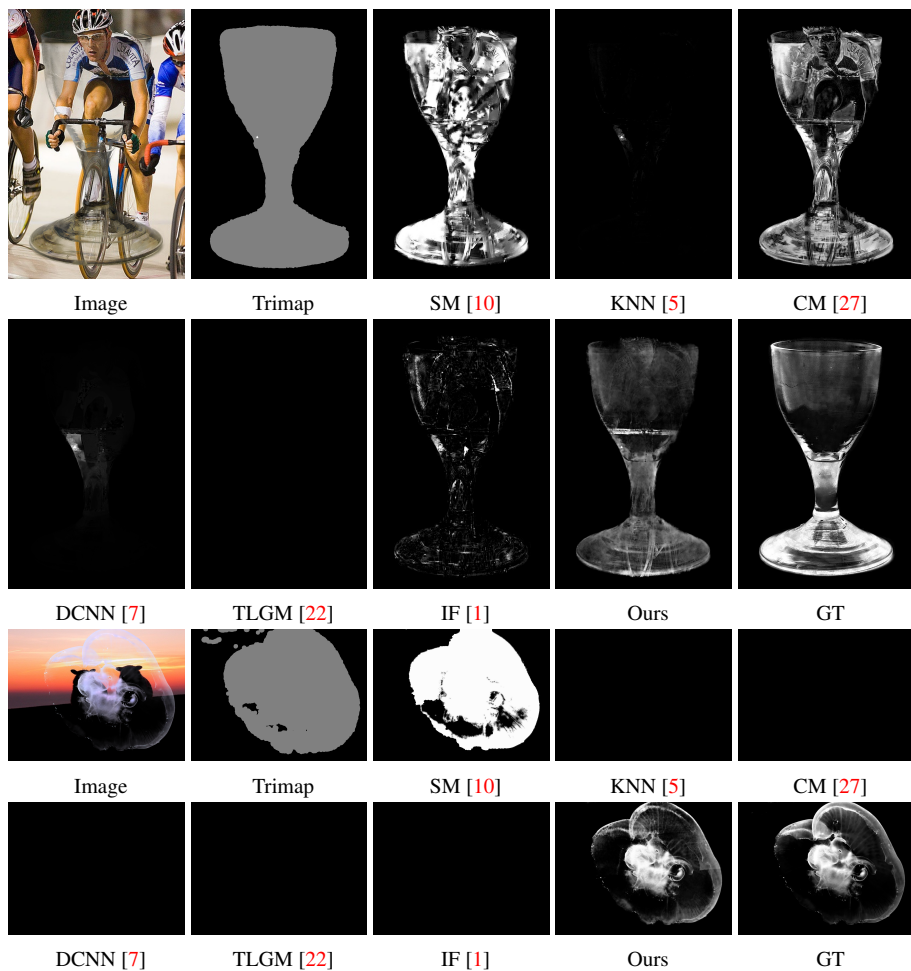 COLAVITA
Image Trimap SM [10] KNN [5] CM [27]
DCNN [7] TLGM [22] IF [1] Ours GT
Image Trimap SM [10] KNN [5] CM [27]
DCNN [7] TLGM [22] IF [1] Ours GT